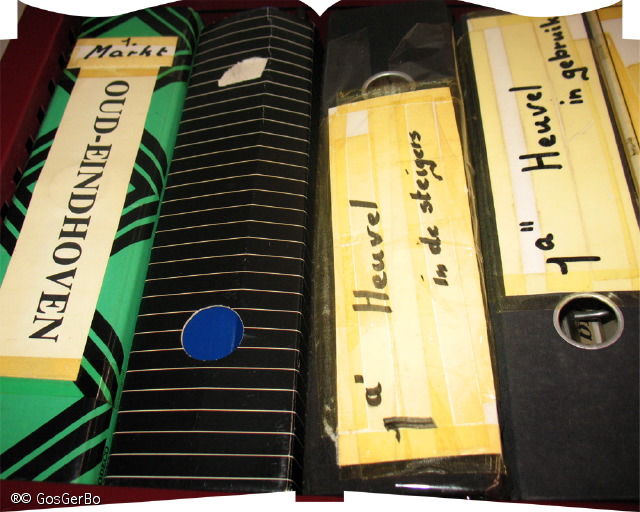 1.
Markt
OUD-EINDHOVEN
1a' Heuvel
in de steigers
1a" Heuvel
in gebruik
®© GosGerBo